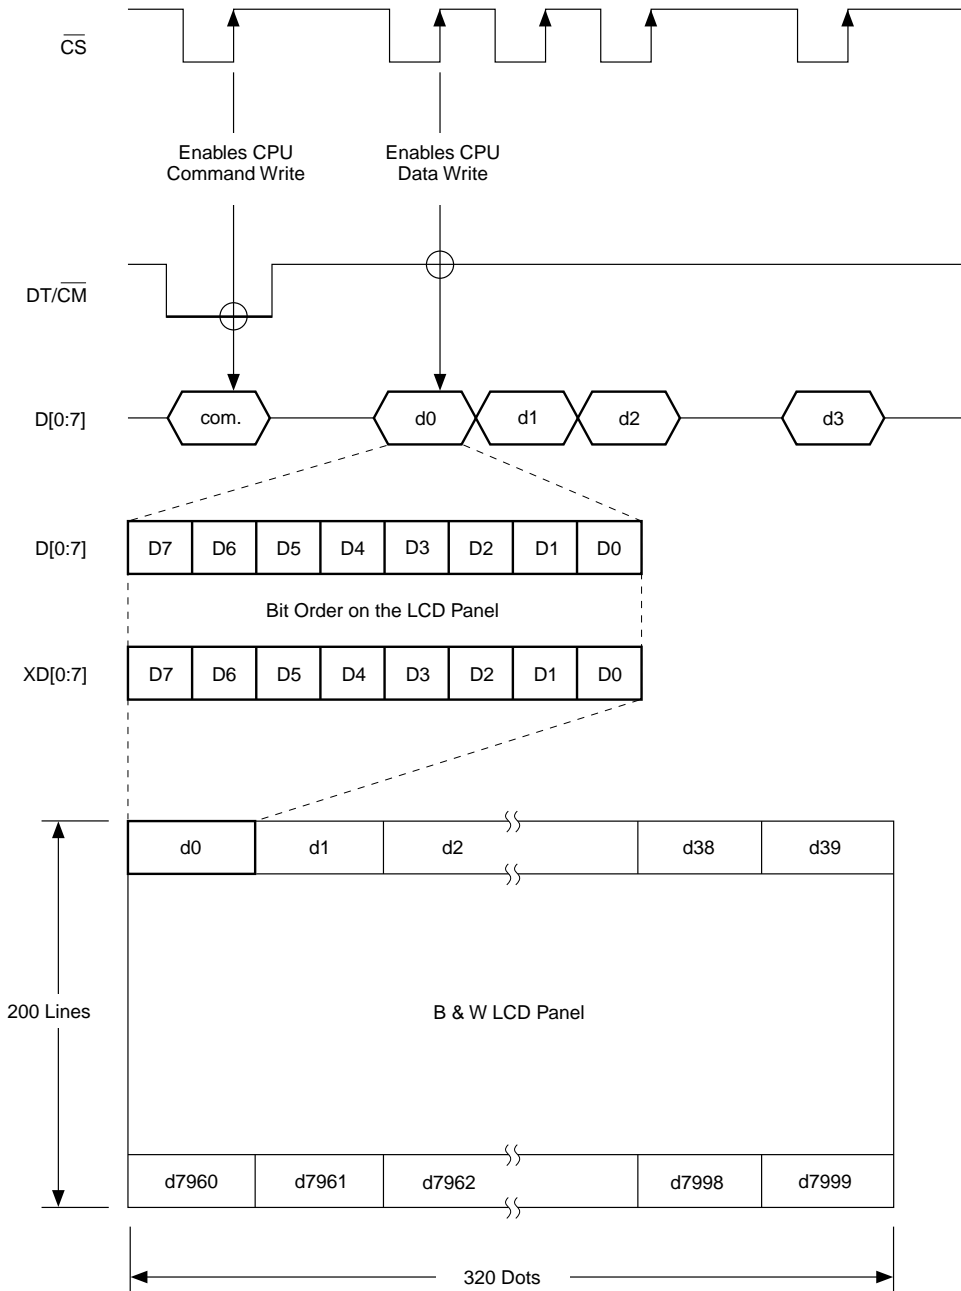 C̅S̅
Enables CPU
Command Write
Enables CPU
Data Write
DT/C̅M̅
D[0:7]
com.
d0
d1
d2
d3
D[0:7]
D7 D6 D5 D4 D3 D2 D1 D0
Bit Order on the LCD Panel
XD[0:7]
D7 D6 D5 D4 D3 D2 D1 D0
d0 d1 d2 d38 d39
200 Lines
B & W LCD Panel
d7960 d7961 d7962 d7998 d7999
320 Dots